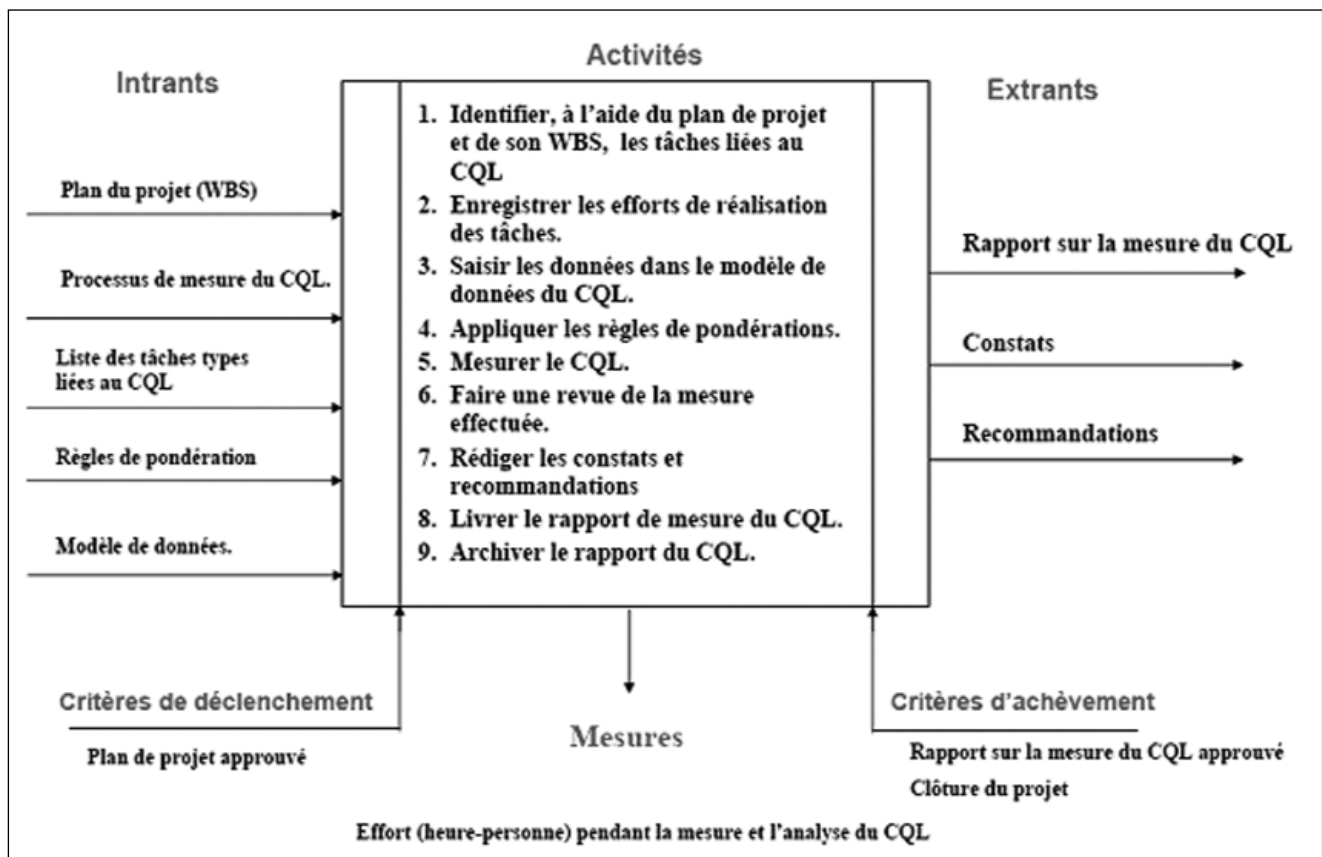 Activités
Intrants
Extrants
Plan du projet (WBS)
Processus de mesure du CQL.
Liste des tâches types
liées au CQL
Règles de pondération
Modèle de données.
1. Identifier, à l'aide du plan de projet
et de son WBS, les tâches liées au
CQL
2. Enregistrer les efforts de réalisation
des tâches.
3. Saisir les données dans le modèle de
données du CQL.
4. Appliquer les règles de pondérations.
5. Mesurer le CQL.
6. Faire une revue de la mesure
effectuée.
7. Rédiger les constats et
recommandations
8. Livrer le rapport de mesure du CQL.
9. Archiver le rapport du CQL.
Rapport sur la mesure du CQL
Constats
Recommandations
Critères de déclenchement
Plan de projet approuvé
Mesures
Critères d'achèvement
Rapport sur la mesure du CQL approuvé
Clôture du projet
Effort (heure-personne) pendant la mesure et l'analyse du CQL